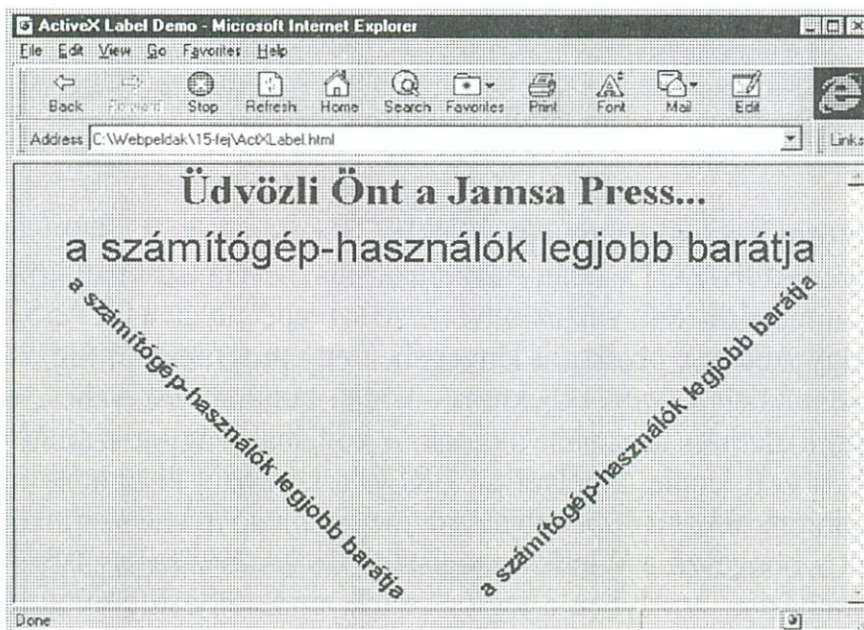 ActiveX Label Demo - Microsoft Internet Explorer
File Edit View Go Favorites Help
Back Forward Stop Refresh Home Search Favorites Print Font Mail Edit
Address C:\Webpeldak\15-fej\ActXLabel.html Links
Üdvözli Önt a Jamsa Press...
a számítógép-használók legjobb barátja
a számítógép-használók legjobb barátja
a számítógép-használók legjobb barátja
Done